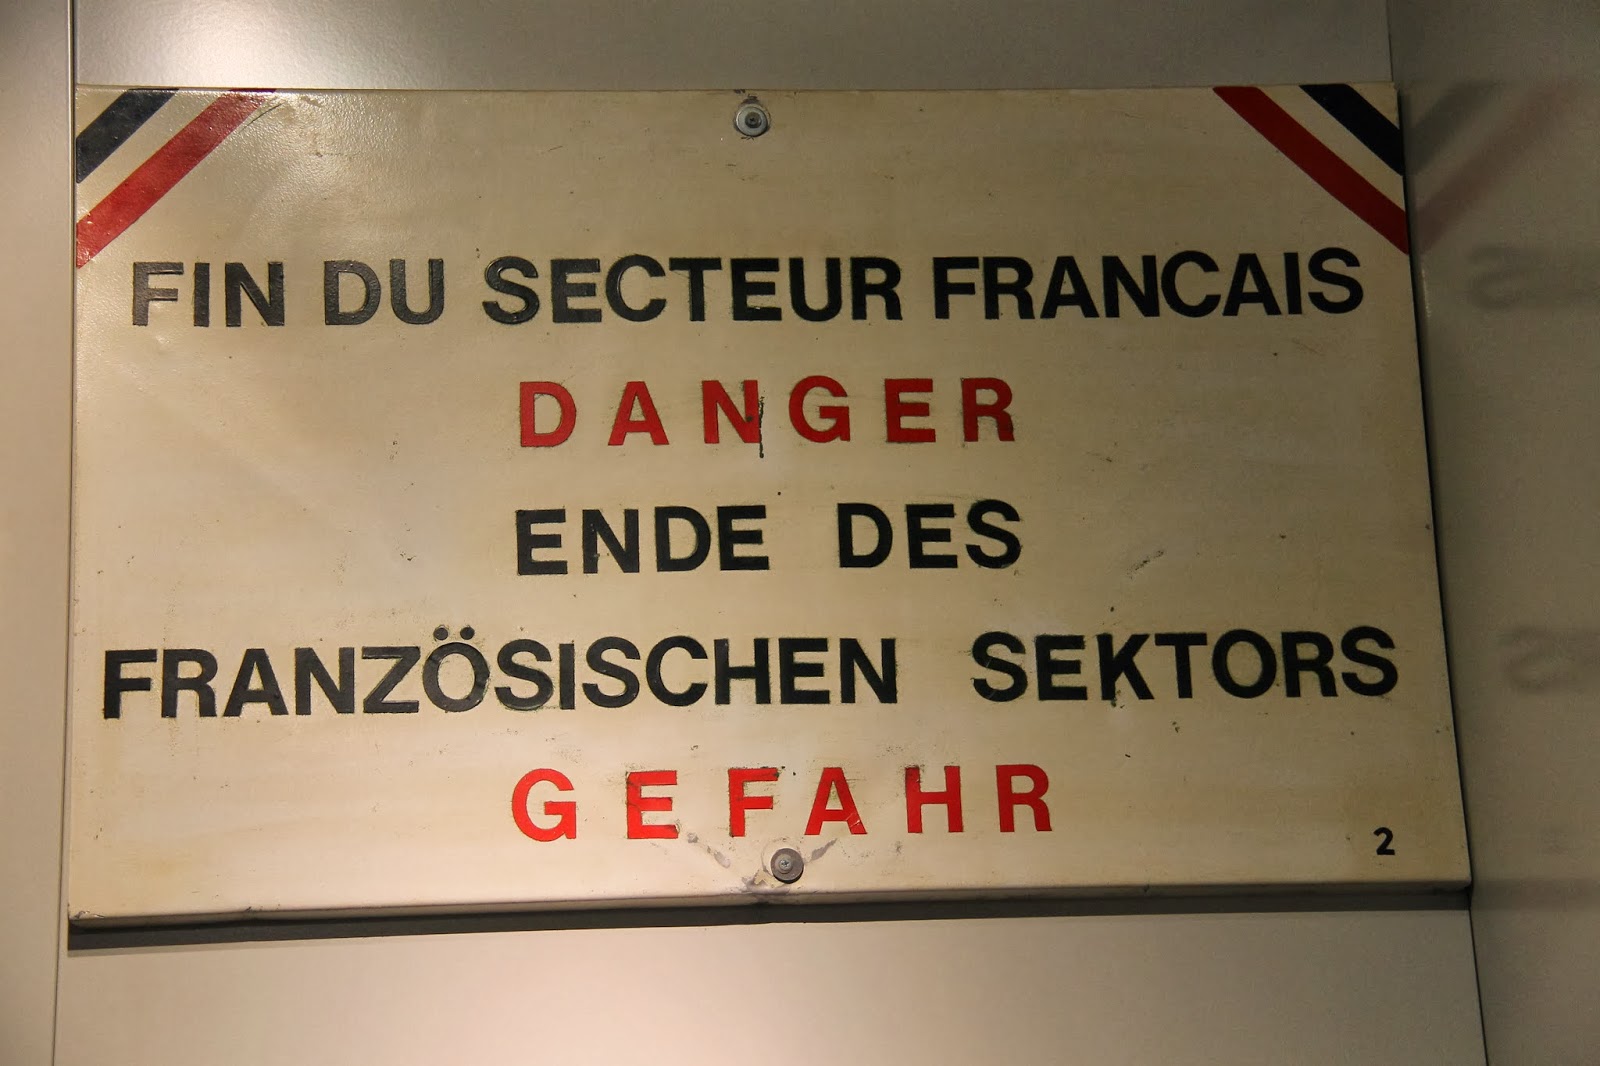 FIN DU SECTEUR FRANCAIS
DANGER
ENDE DES
FRANZÖSISCHEN SEKTORS
GEFAHR
2